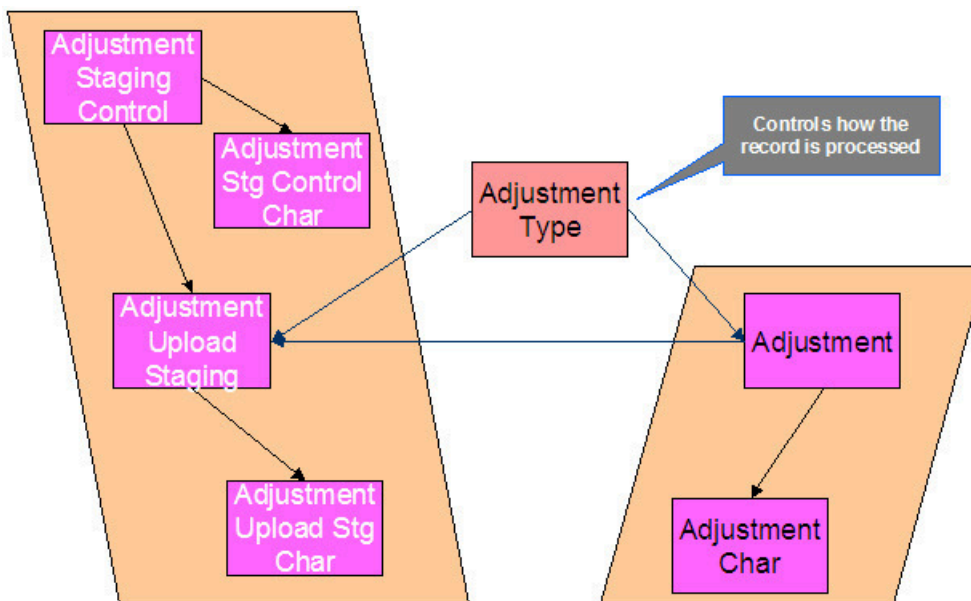 Adjustment
Staging
Control
Adjustment
Stg Control
Char
Controls how the
record is processed
Adjustment
Type
Adjustment
Upload
Staging
Adjustment
Adjustment
Upload Stg
Char
Adjustment
Char